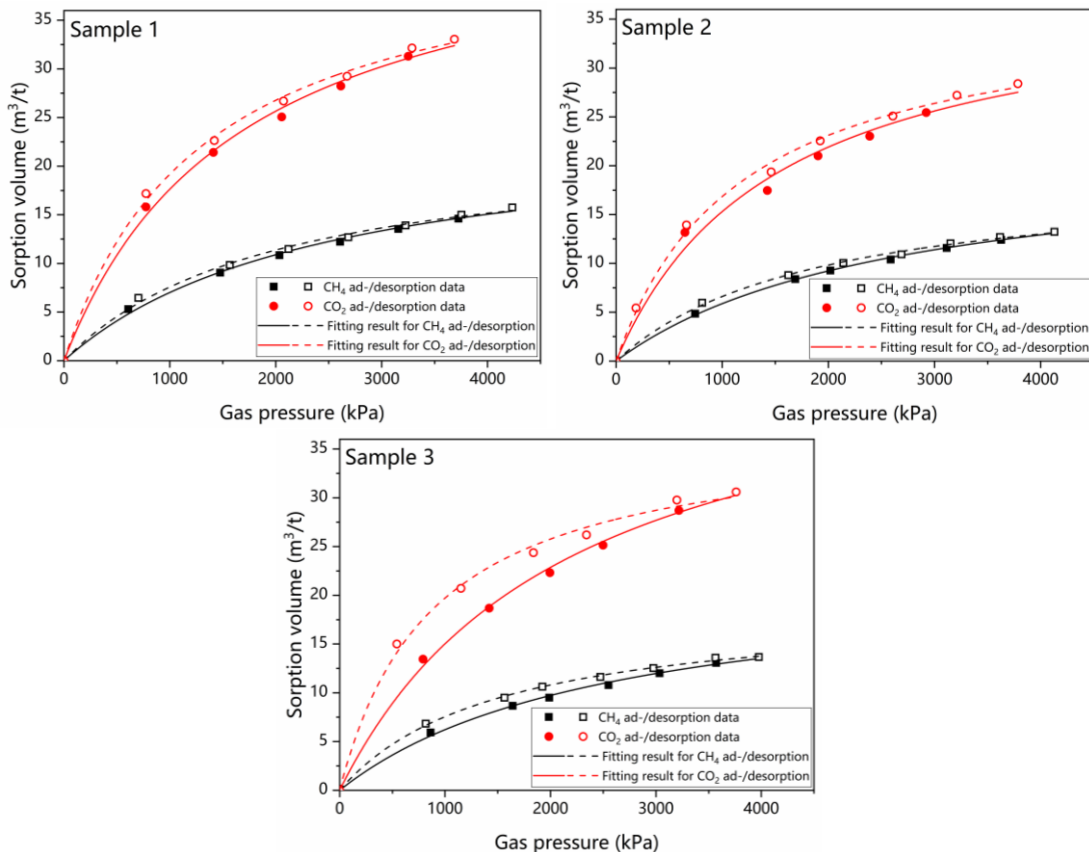 Sample 1
Sorption volume (m³/t)
35
30
25
20
15
10
5
0
CH₄ ad-/desorption data
CO₂ ad-/desorption data
Fitting result for CH₄ ad-/desorption
Fitting result for CO₂ ad-/desorption
0 1000 2000 3000 4000
Gas pressure (kPa)
Sample 2
Sorption volume (m³/t)
35
30
25
20
15
10
5
0
CH₄ ad-/desorption data
CO₂ ad-/desorption data
Fitting result for CH₄ ad-/desorption
Fitting result for CO₂ ad-/desorption
0 1000 2000 3000 4000
Gas pressure (kPa)
Sample 3
Sorption volume (m³/t)
35
30
25
20
15
10
5
0
CH₄ ad-/desorption data
CO₂ ad-/desorption data
Fitting result for CH₄ ad-/desorption
Fitting result for CO₂ ad-/desorption
0 1000 2000 3000 4000
Gas pressure (kPa)